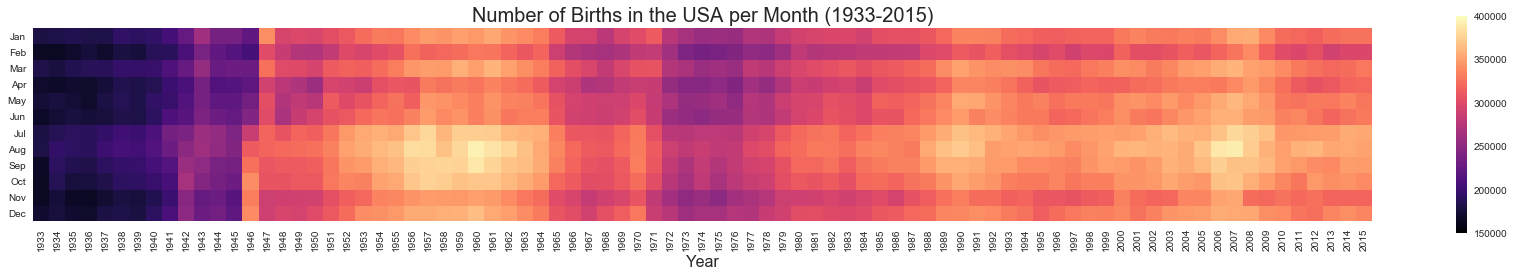 Number of Births in the USA per Month (1933-2015)
Jan
Feb
Mar
Apr
May
Jun
Jul
Aug
Sep
Oct
Nov
Dec
1933 1934 1935 1936 1937 1938 1939 1940 1941 1942 1943 1944 1945 1946 1947 1948 1949 1950 1951 1952 1953 1954 1955 1956 1957 1958 1959 1960 1961 1962 1963 1964 1965 1966 1967 1968 1969 1970 1971 1972 1973 1974 1975 1976 1977 1978 1979 1980 1981 1982 1983 1984 1985 1986 1987 1988 1989 1990 1991 1992 1993 1994 1995 1996 1997 1998 1999 2000 2001 2002 2003 2004 2005 2006 2007 2008 2009 2010 2011 2012 2013 2014 2015
Year
400000
350000
300000
250000
200000
150000